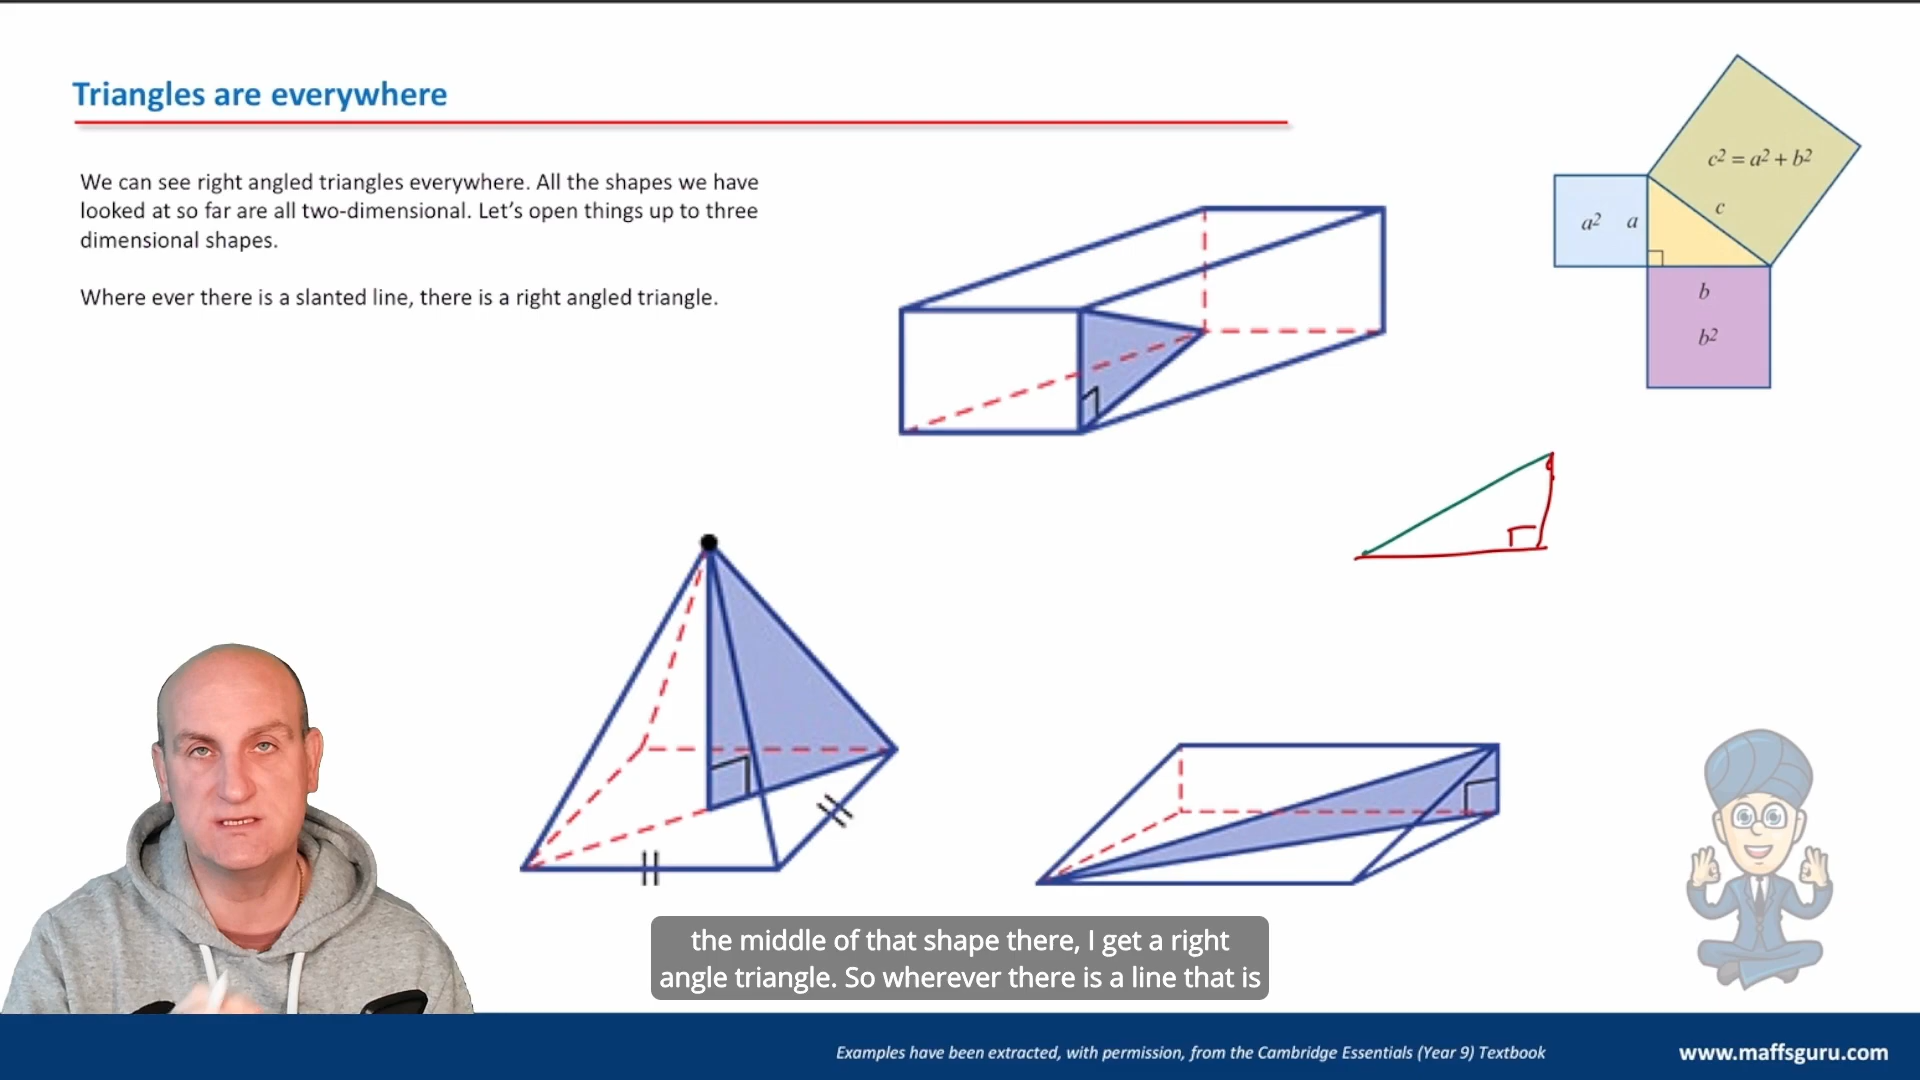 Triangles are everywhere
We can see right angled triangles everywhere. All the shapes we have
looked at so far are all two-dimensional. Let’s open things up to three
dimensional shapes.
Where ever there is a slanted line, there is a right angled triangle.
c² = a² + b²
c
a² a
b
b²
the middle of that shape there, I get a right
angle triangle. So wherever there is a line that is
Examples have been extracted, with permission, from the Cambridge Essentials (Year 9) Textbook
www.maffsguru.com